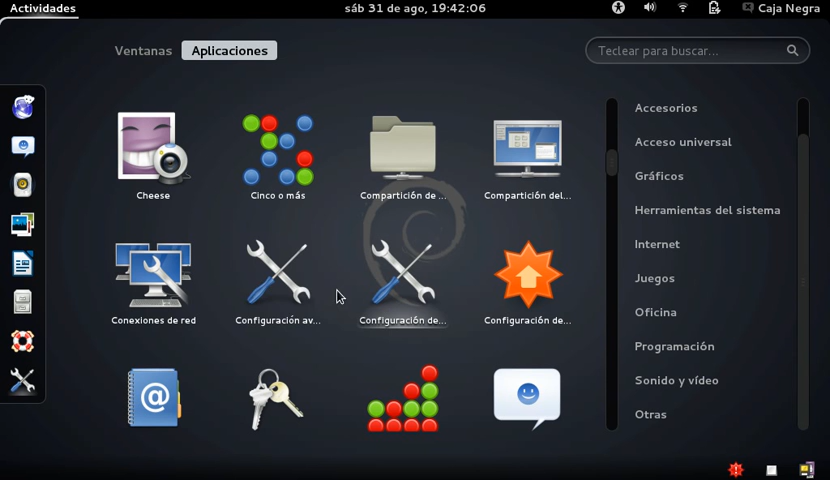 Actividades
sáb 31 de ago, 19:42:06
Caja Negra
Ventanas
Aplicaciones
Teclear para buscar...
Cheese
Cinco o más
Compartición de ...
Compartición del...
Conexiones de red
Configuración av...
Configuración de...
Configuración de...
@
Accesorios
Acceso universal
Gráficos
Herramientas del sistema
Internet
Juegos
Oficina
Programación
Sonido y vídeo
Otras